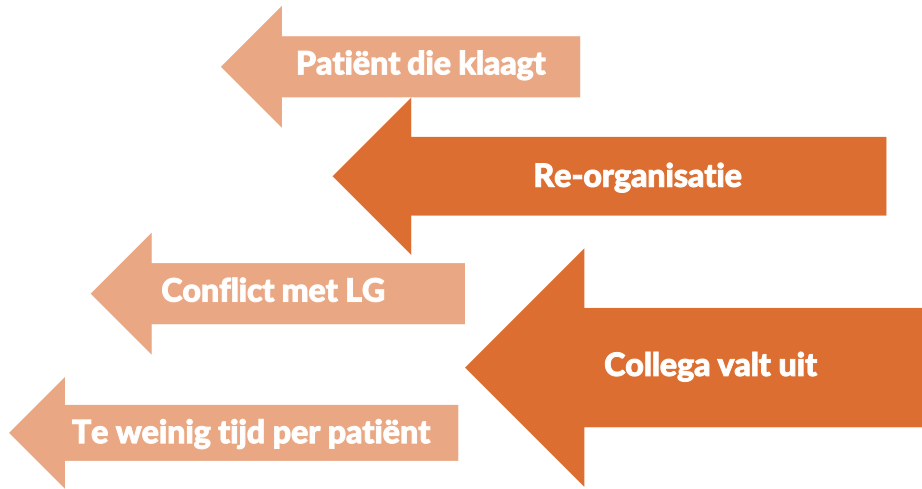 Patiënt die klaagt
Re-organisatie
Conflict met LG
Collega valt uit
Te weinig tijd per patiënt